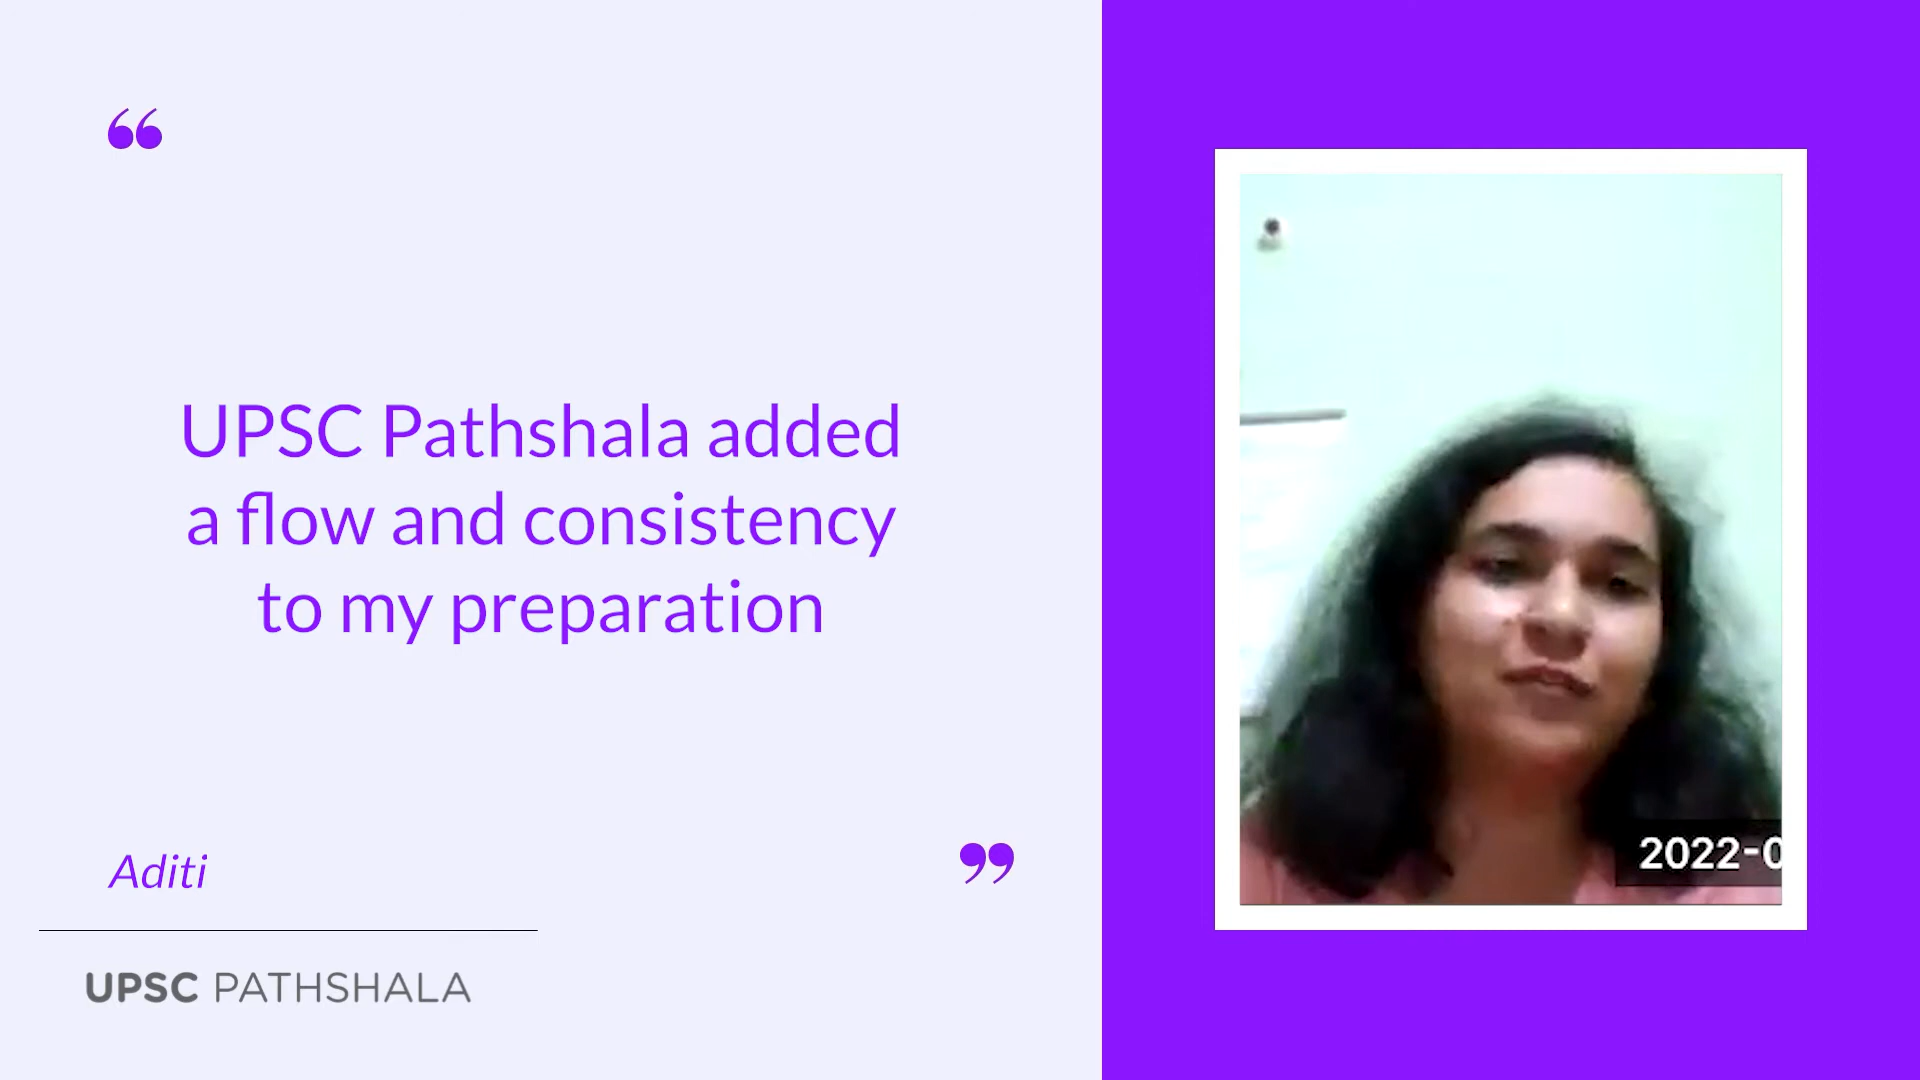 “
UPSC Pathshala added
a flow and consistency
to my preparation
Aditi
”
UPSC PATHSHALA
2022-0